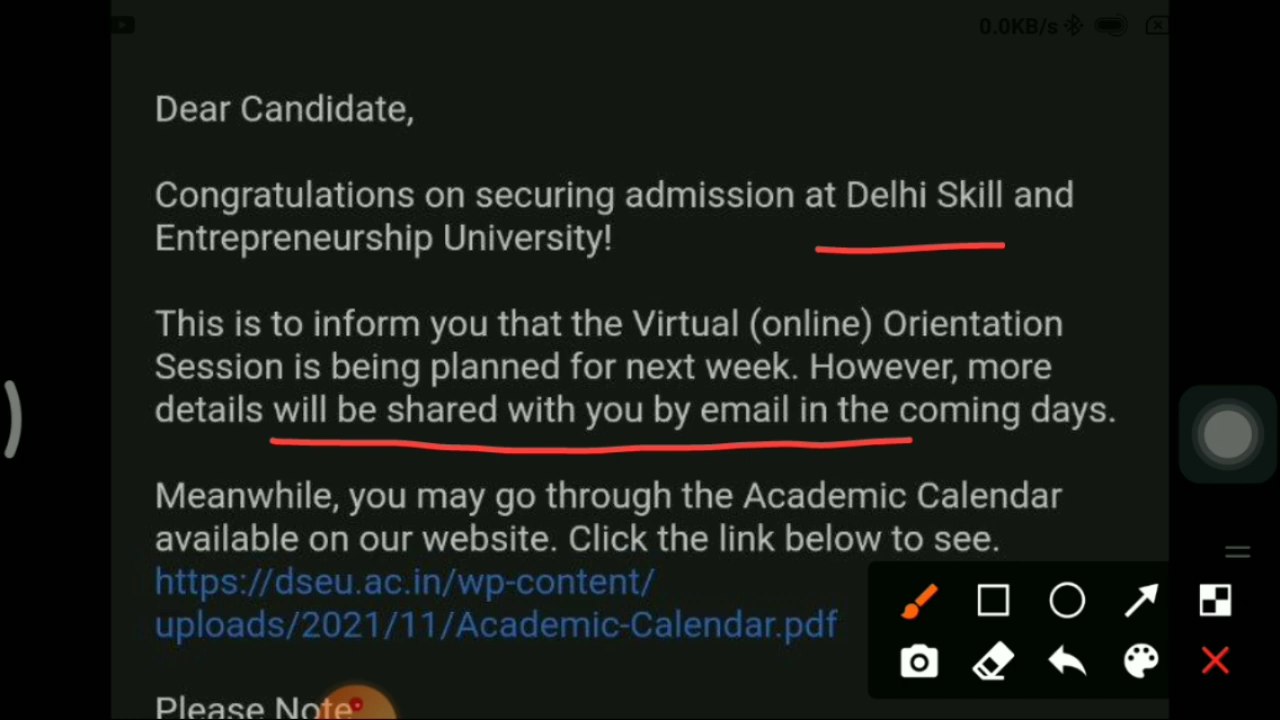 0.0KB/s
Dear Candidate,
Congratulations on securing admission at Delhi Skill and
Entrepreneurship University!
This is to inform you that the Virtual (online) Orientation
Session is being planned for next week. However, more
details will be shared with you by email in the coming days.
Meanwhile, you may go through the Academic Calendar
available on our website. Click the link below to see.
https://dseu.ac.in/wp-content/
uploads/2021/11/Academic-Calendar.pdf
Please Note